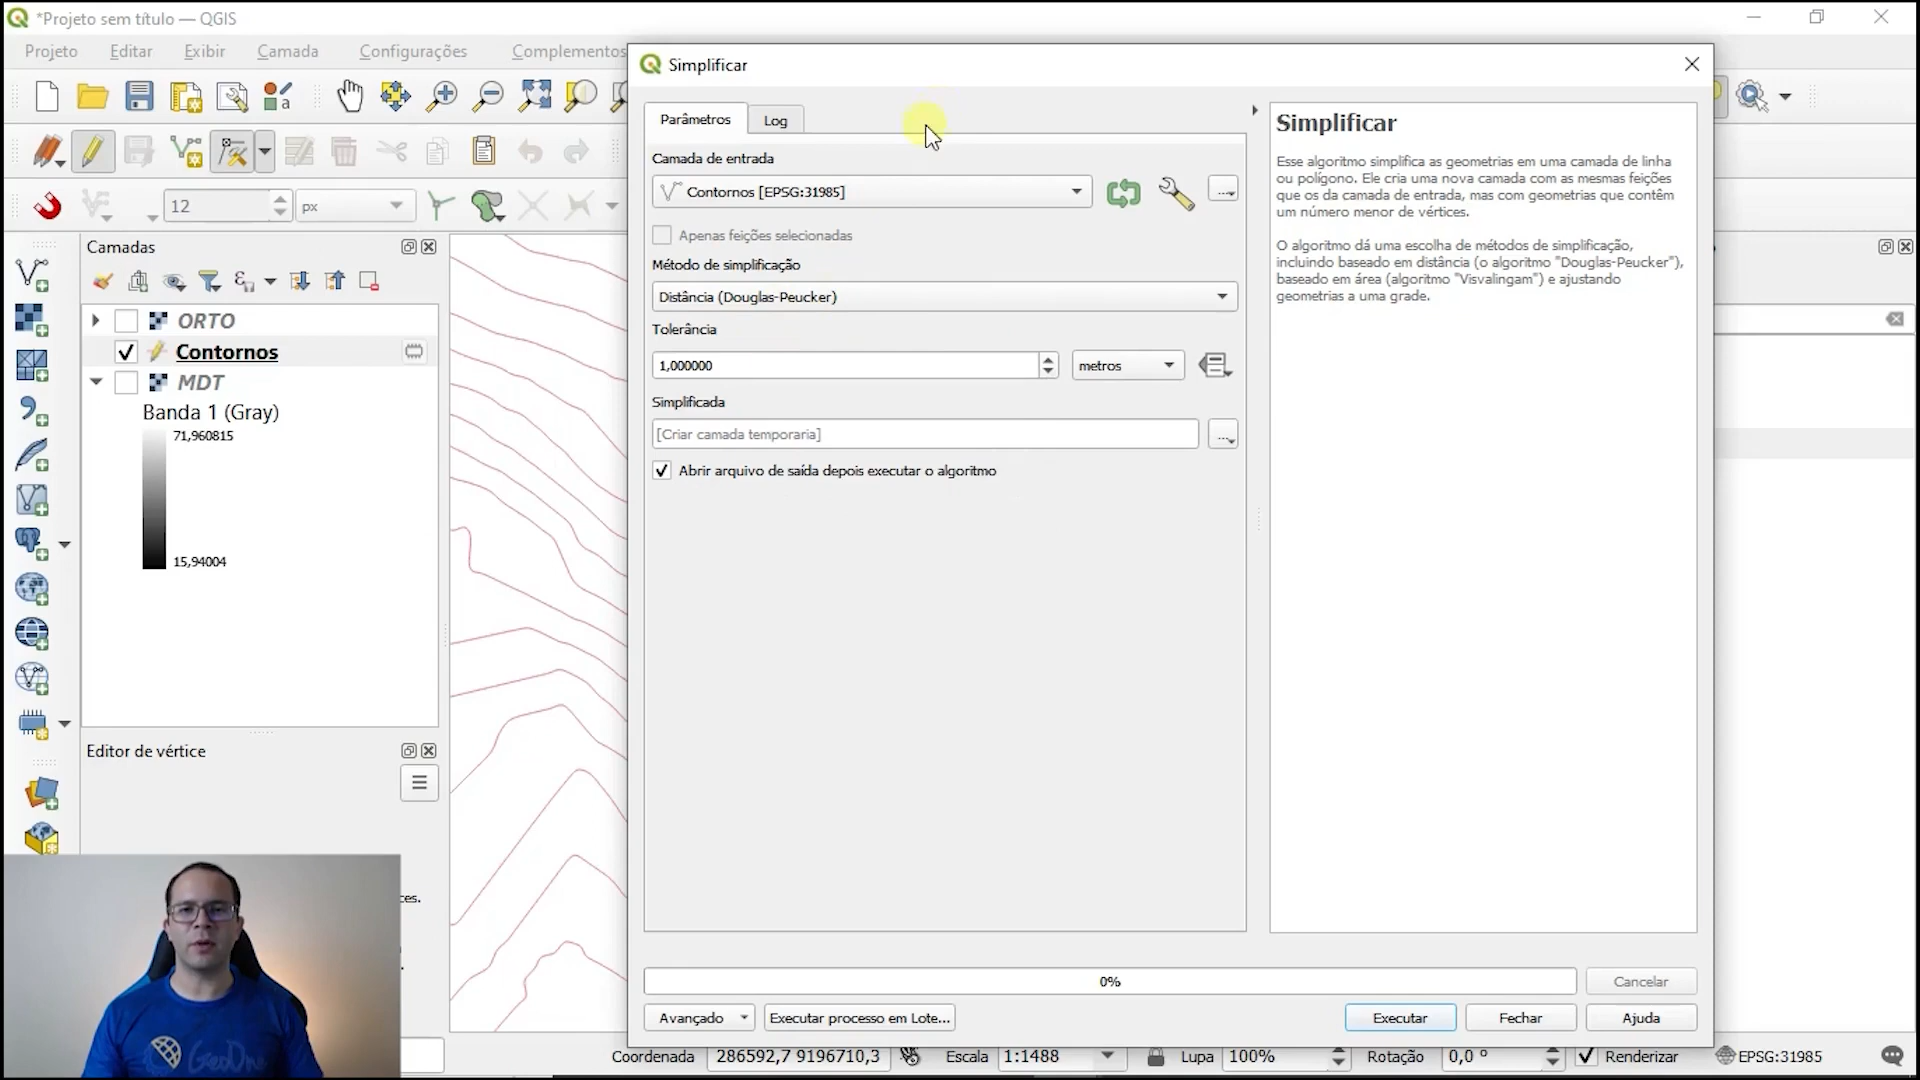 *Projeto sem título — QGIS
Projeto Editar Exibir Camada Configurações Complementos
Simplificar
Parâmetros Log
Camada de entrada
Contornos [EPSG:31985]
Apenas feições selecionadas
Método de simplificação
Distância (Douglas-Peucker)
Tolerância
1,000000 metros
Simplificada
[Criar camada temporaria]
Abrir arquivo de saída depois executar o algoritmo
Simplificar
Esse algoritmo simplifica as geometrias em uma camada de linha
ou polígono. Ele cria uma nova camada com as mesmas feições
que os da camada de entrada, mas com geometrias que contêm
um número menor de vértices.
O algoritmo dá uma escolha de métodos de simplificação,
incluindo baseado em distância (o algoritmo "Douglas-Peucker"),
baseado em área (algoritmo "Visvalingam") e ajustando
geometrias a uma grade.
12 px
Camadas
ORTO
Contornos
MDT
Banda 1 (Gray)
71,960815
15,94004
Editor de vértice
ces.
GeoOne
0%
Cancelar
Avançado Executar processo em Lote... Executar Fechar Ajuda
Coordenada 286592,7 9196710,3 Escala 1:1488 Lupa 100% Rotação 0,0 ° Renderizar EPSG:31985